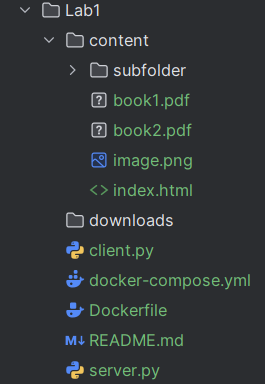 Lab1
content
subfolder
book1.pdf
book2.pdf
image.png
index.html
downloads
client.py
docker-compose.yml
Dockerfile
README.md
server.py